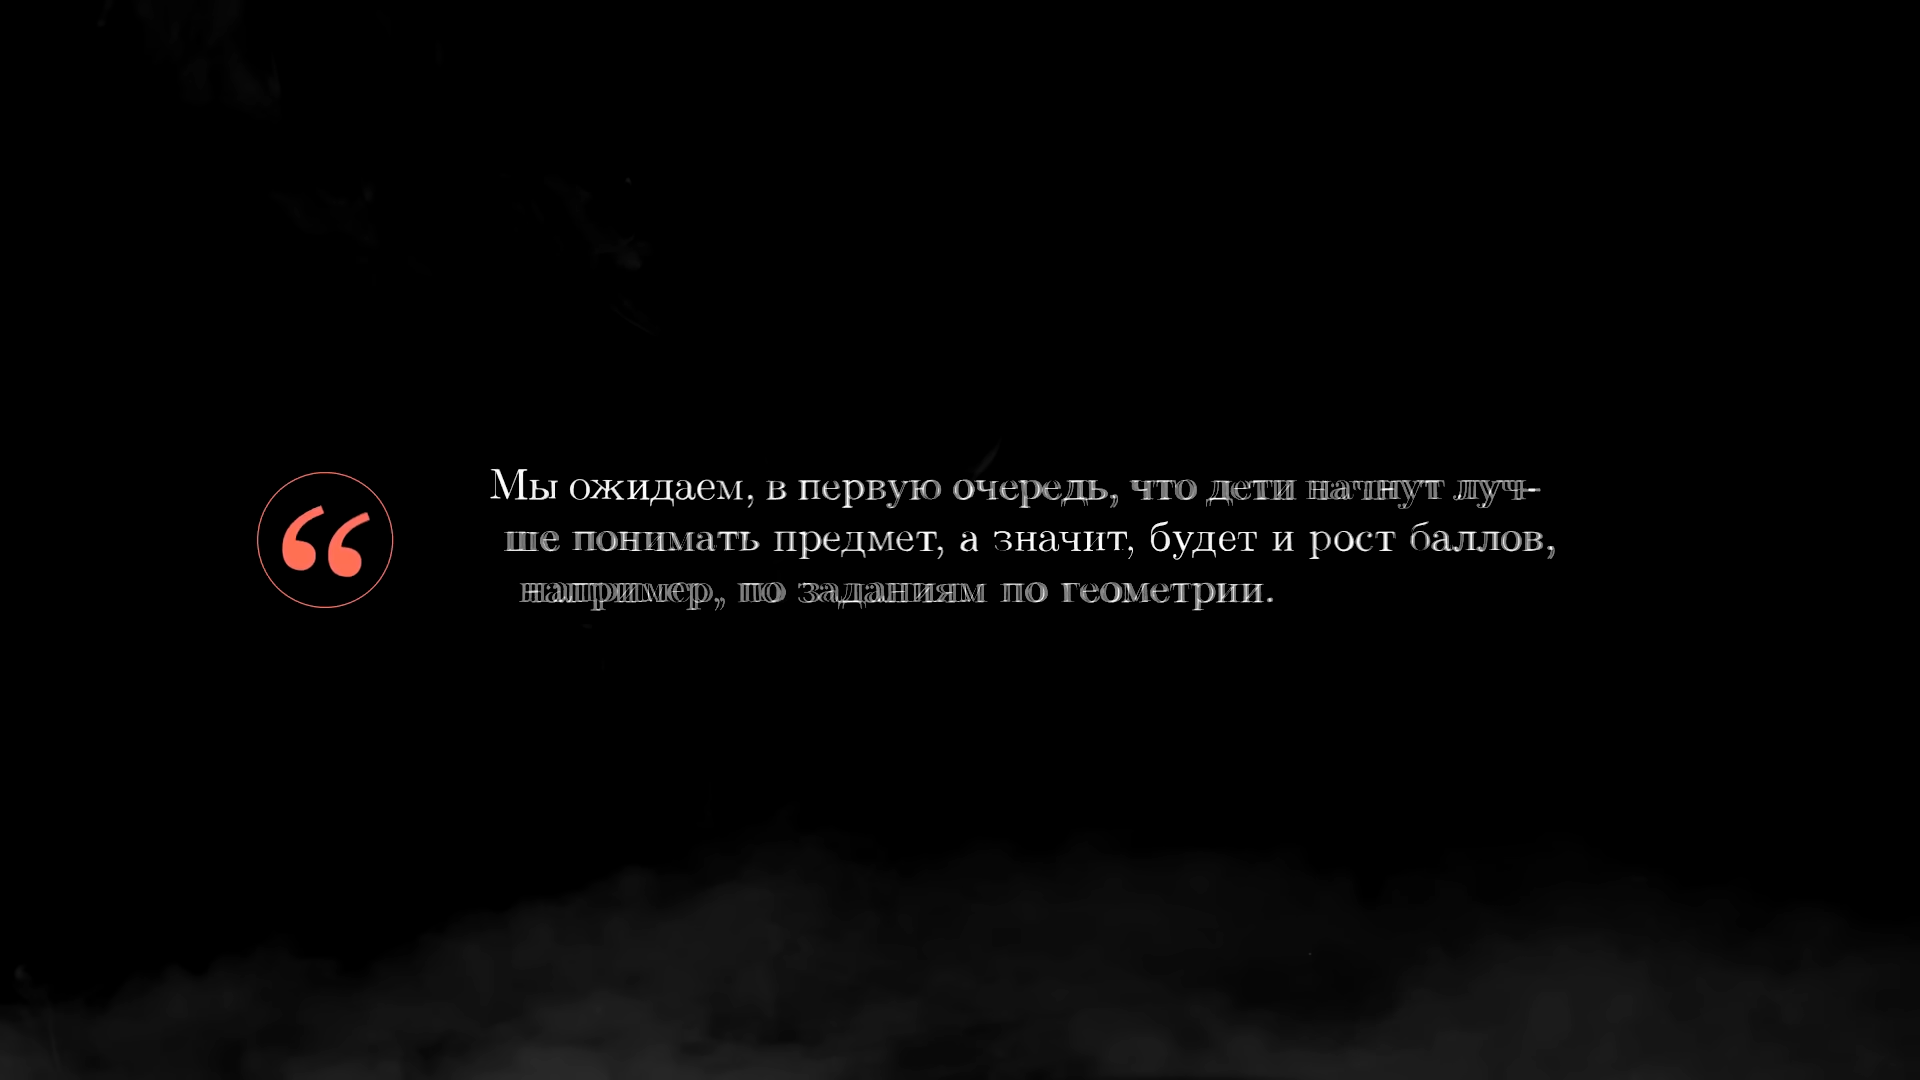 Мы ожидаем, в первую очередь, что дети начнут луч-
ше понимать предмет, а значит, будет и рост баллов,
например, по заданиям по геометрии.